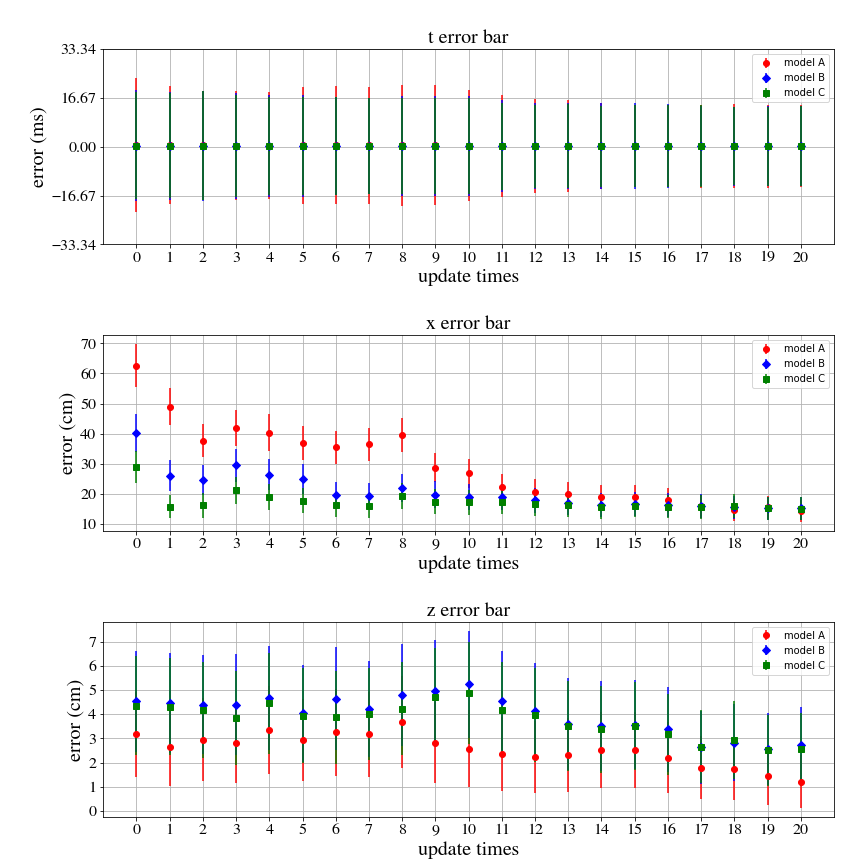 t error bar
33.34
16.67
0.00
−16.67
−33.34
error (ms)
model A
model B
model C
0 1 2 3 4 5 6 7 8 9 10 11 12 13 14 15 16 17 18 19 20
update times
x error bar
70
60
50
40
30
20
10
error (cm)
model A
model B
model C
0 1 2 3 4 5 6 7 8 9 10 11 12 13 14 15 16 17 18 19 20
update times
z error bar
7
6
5
4
3
2
1
0
error (cm)
model A
model B
model C
0 1 2 3 4 5 6 7 8 9 10 11 12 13 14 15 16 17 18 19 20
update times